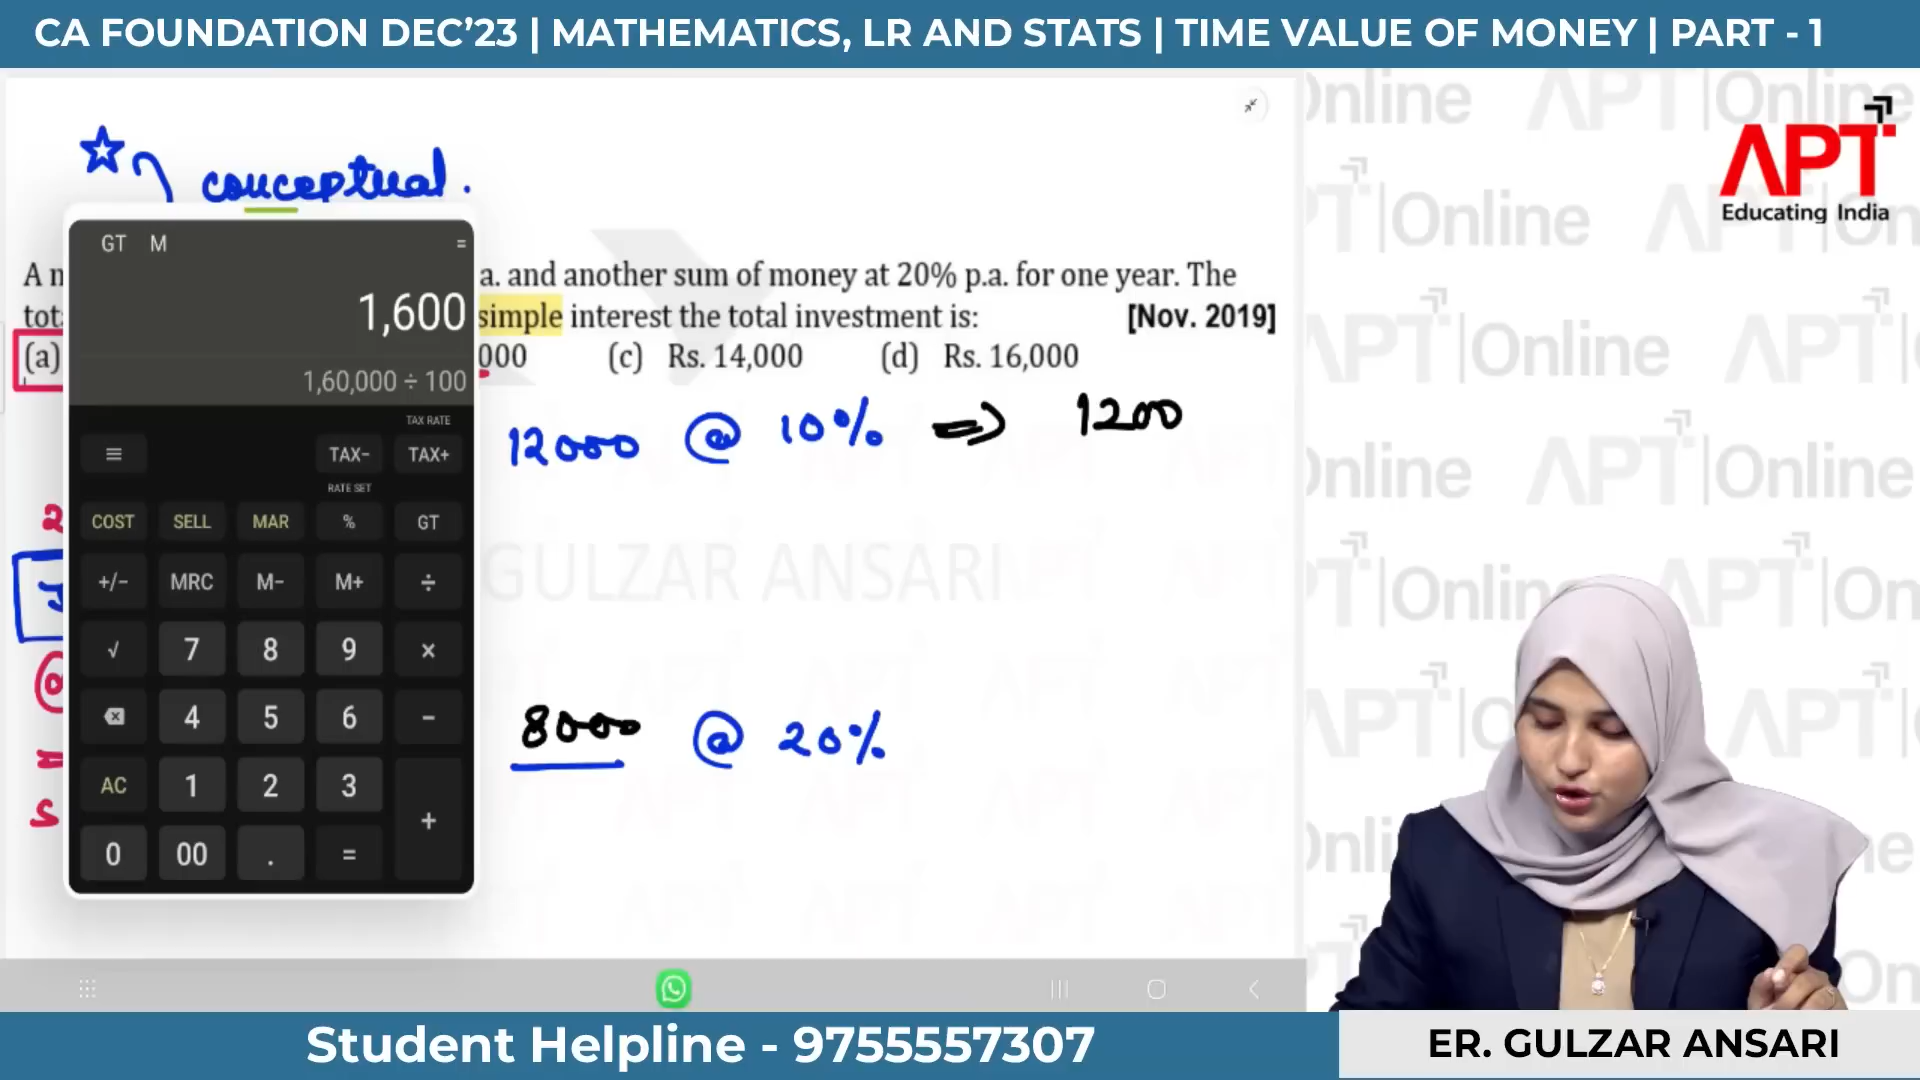 CA FOUNDATION DEC'23 | MATHEMATICS, LR AND STATS | TIME VALUE OF MONEY | PART - 1
APT
Educating India
conceptual.
a. and another sum of money at 20% p.a. for one year. The
simple interest the total investment is: [Nov. 2019]
(a) 000 (c) Rs. 14,000 (d) Rs. 16,000
12000 @ 10% ⇒ 1200
8000 @ 20%
GT M =
1,600
1,60,000 ÷ 100
TAX RATE
TAX- TAX+
RATE SET
COST SELL MAR % GT
+/- MRC M- M+ ÷
√ 7 8 9 ×
4 5 6 -
AC 1 2 3 +
0 00 . =
GULZAR ANSARI
APT|Online
Student Helpline - 9755557307
ER. GULZAR ANSARI